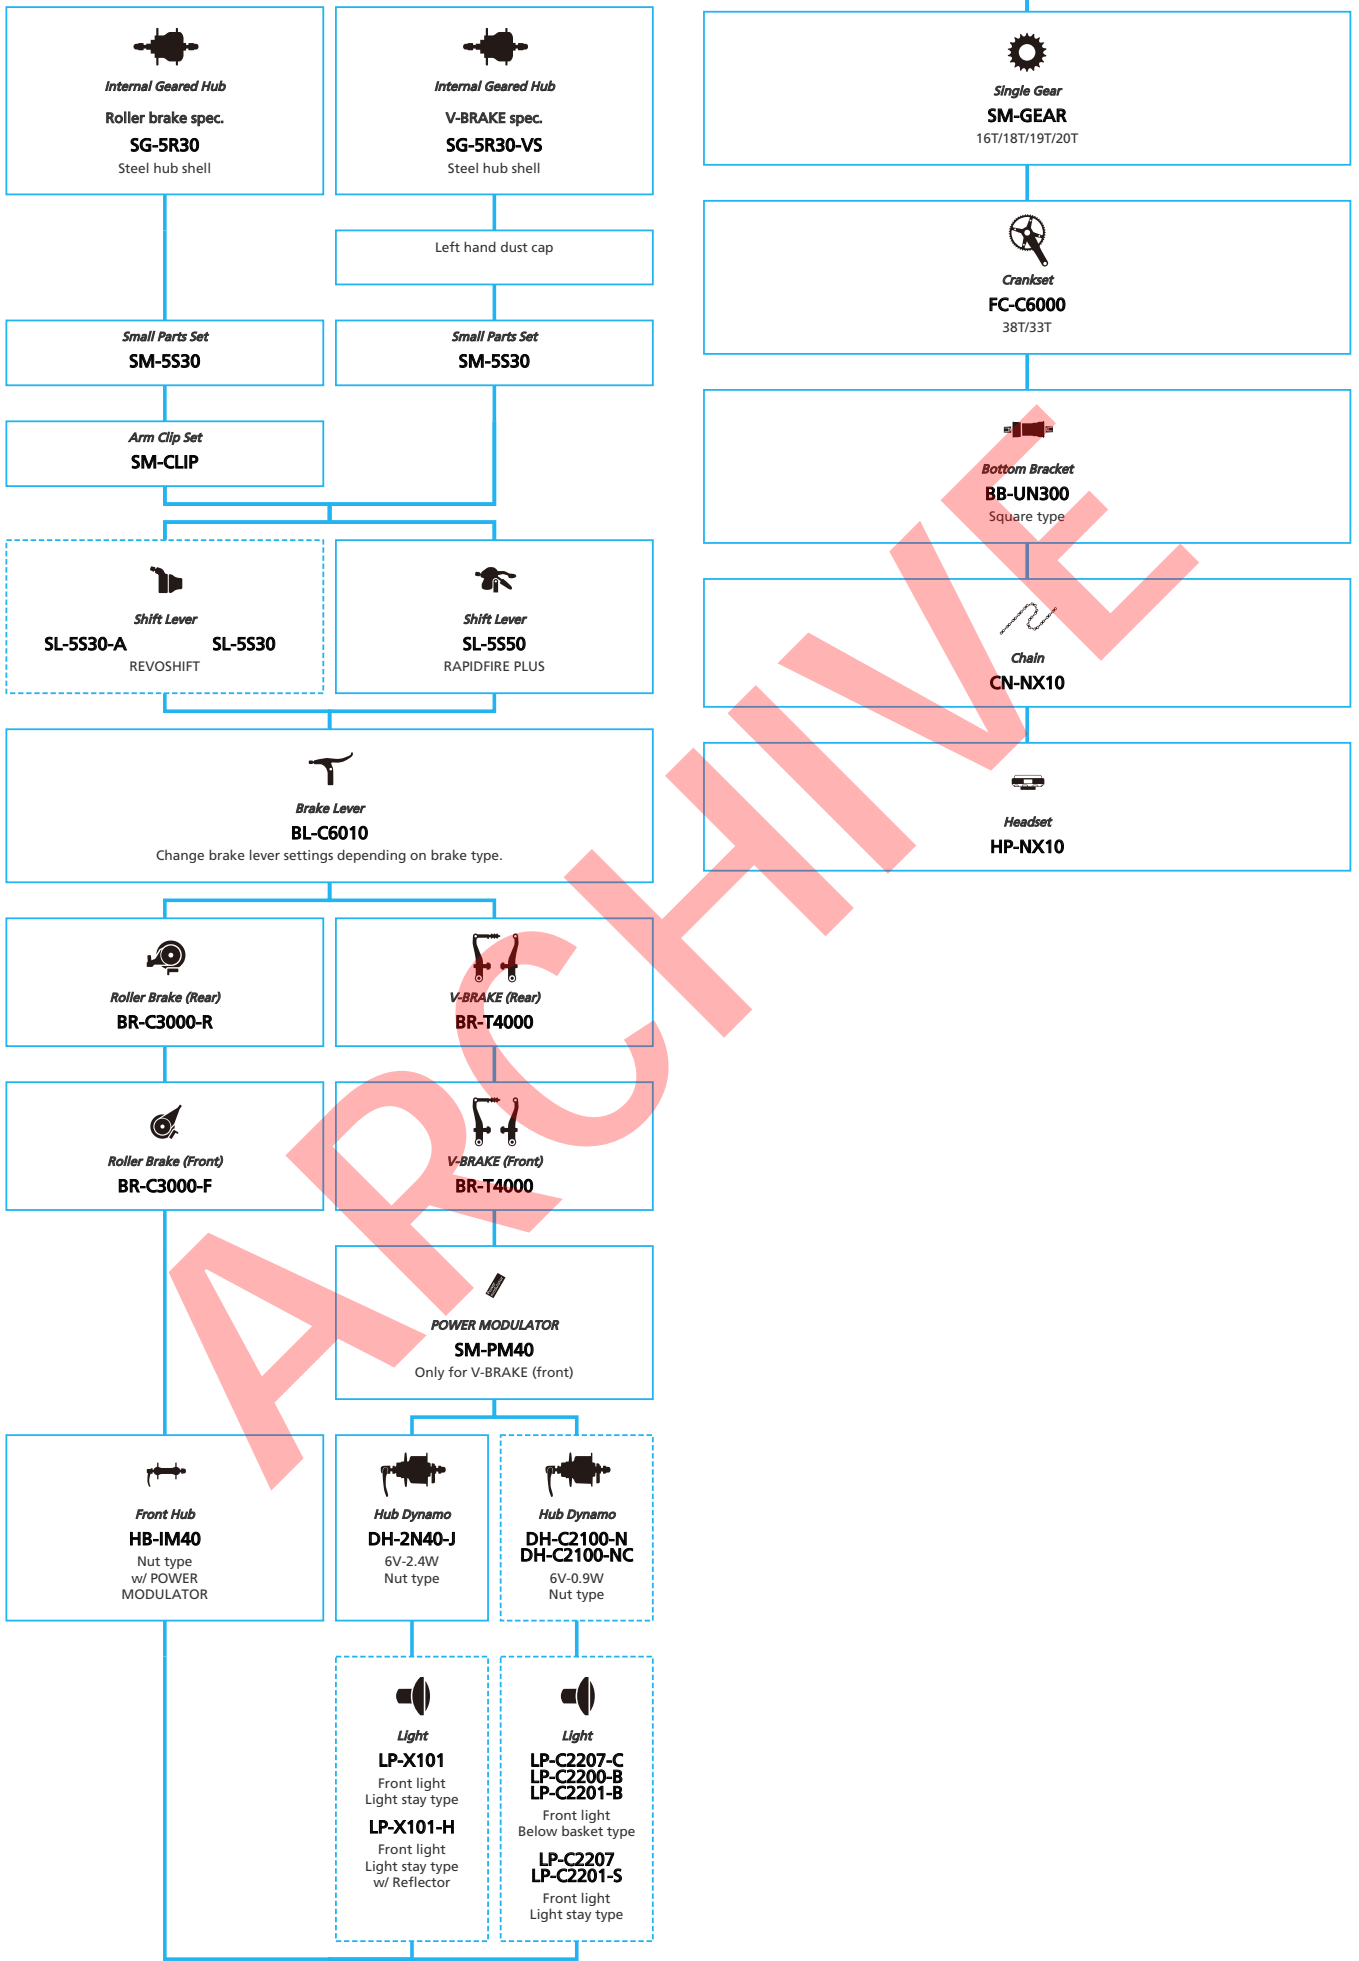 Internal Geared Hub
Roller brake spec.
SG-5R30
Steel hub shell
Internal Geared Hub
V-BRAKE spec.
SG-5R30-VS
Steel hub shell
Left hand dust cap
Small Parts Set
SM-5S30
Small Parts Set
SM-5S30
Arm Clip Set
SM-CLIP
Shift Lever
SL-5S30-A SL-5S30
REVOSHIFT
Shift Lever
SL-5S50
RAPIDFIRE PLUS
Brake Lever
BL-C6010
Change brake lever settings depending on brake type.
Roller Brake (Rear)
BR-C3000-R
V-BRAKE (Rear)
BR-T4000
Roller Brake (Front)
BR-C3000-F
V-BRAKE (Front)
BR-T4000
POWER MODULATOR
SM-PM40
Only for V-BRAKE (front)
Front Hub
HB-IM40
Nut type
w/ POWER
MODULATOR
Hub Dynamo
DH-2N40-J
6V-2.4W
Nut type
Hub Dynamo
DH-C2100-N
DH-C2100-NC
6V-0.9W
Nut type
Light
LP-X101
Front light
Light stay type
LP-X101-H
Front light
Light stay type
w/ Reflector
Light
LP-C2207-C
LP-C2200-B
LP-C2201-B
Front light
Below basket type
LP-C2207
LP-C2201-S
Front light
Light stay type
Single Gear
SM-GEAR
16T/18T/19T/20T
Crankset
FC-C6000
38T/33T
Bottom Bracket
BB-UN300
Square type
Chain
CN-NX10
Headset
HP-NX10
ARCHIVE